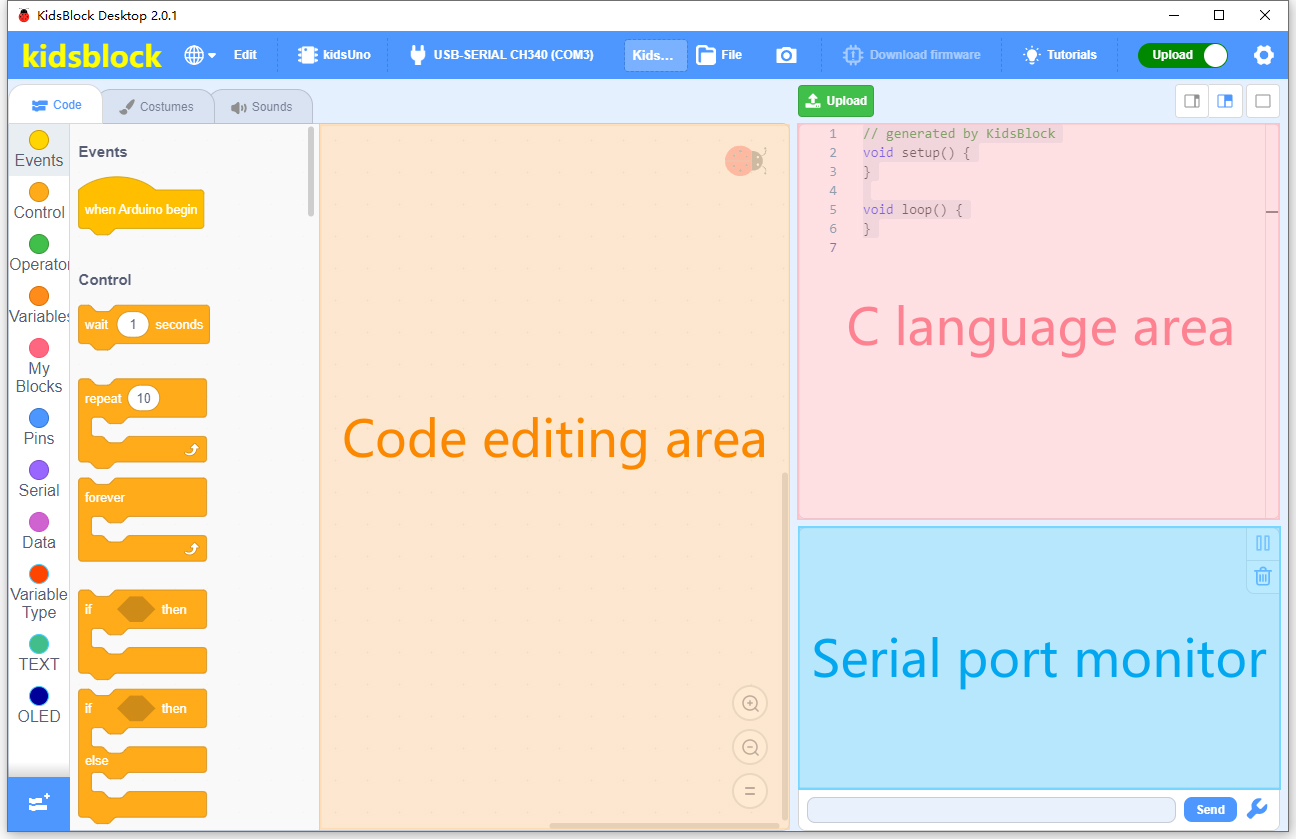 KidsBlock Desktop 2.0.1
kidsblock
Edit
kidsUno
USB-SERIAL CH340 (COM3)
Kids...
File
Download firmware
Tutorials
Upload
Code
Costumes
Sounds
Upload
Events
Control
Operator
Variables
My
Blocks
Pins
Serial
Data
Variable
Type
TEXT
OLED
Events
when Arduino begin
Control
wait 1 seconds
repeat 10
forever
if then
if then
else
Code editing area
1 // generated by KidsBlock
2 void setup() {
3 }
4
5 void loop() {
6 }
7
C language area
Serial port monitor
Send